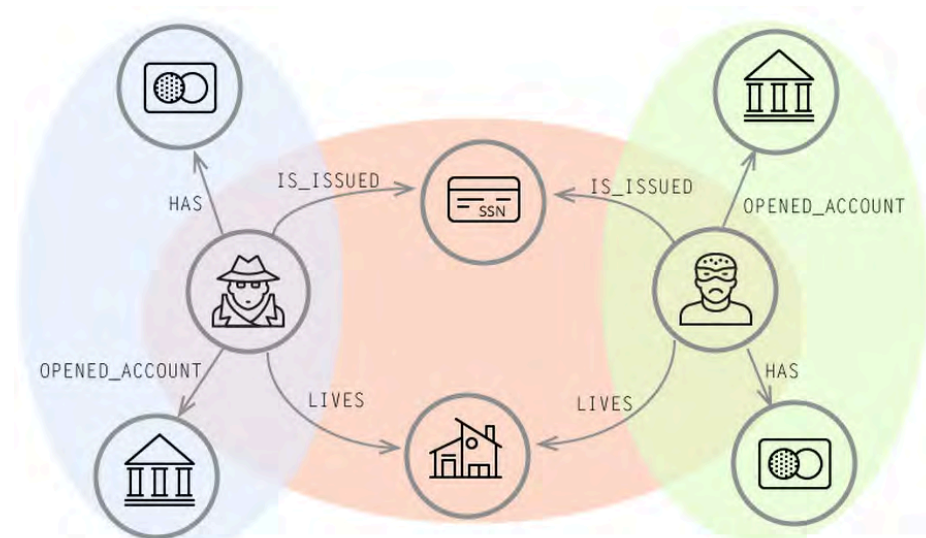 IS_ISSUED
IS_ISSUED
SSN
HAS
OPENED_ACCOUNT
OPENED_ACCOUNT
HAS
LIVES
LIVES